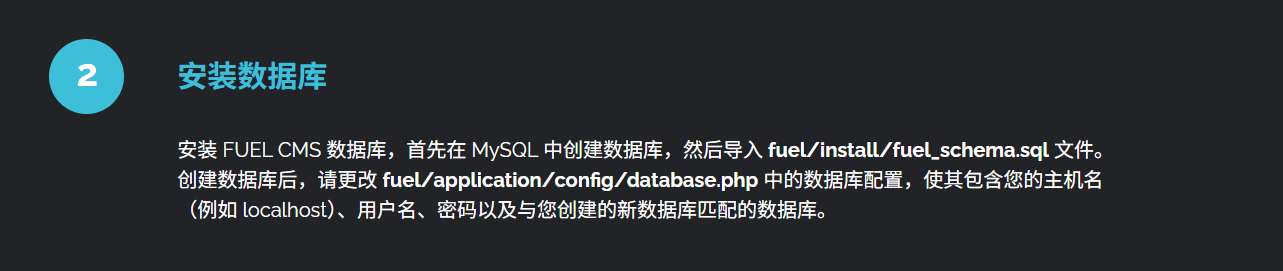 2
安装数据库
安装 FUEL CMS 数据库，首先在 MySQL 中创建数据库，然后导入 fuel/install/fuel_schema.sql 文件。
创建数据库后，请更改 fuel/application/config/database.php 中的数据库配置，使其包含您的主机名
（例如 localhost）、用户名、密码以及与您创建的新数据库匹配的数据库。